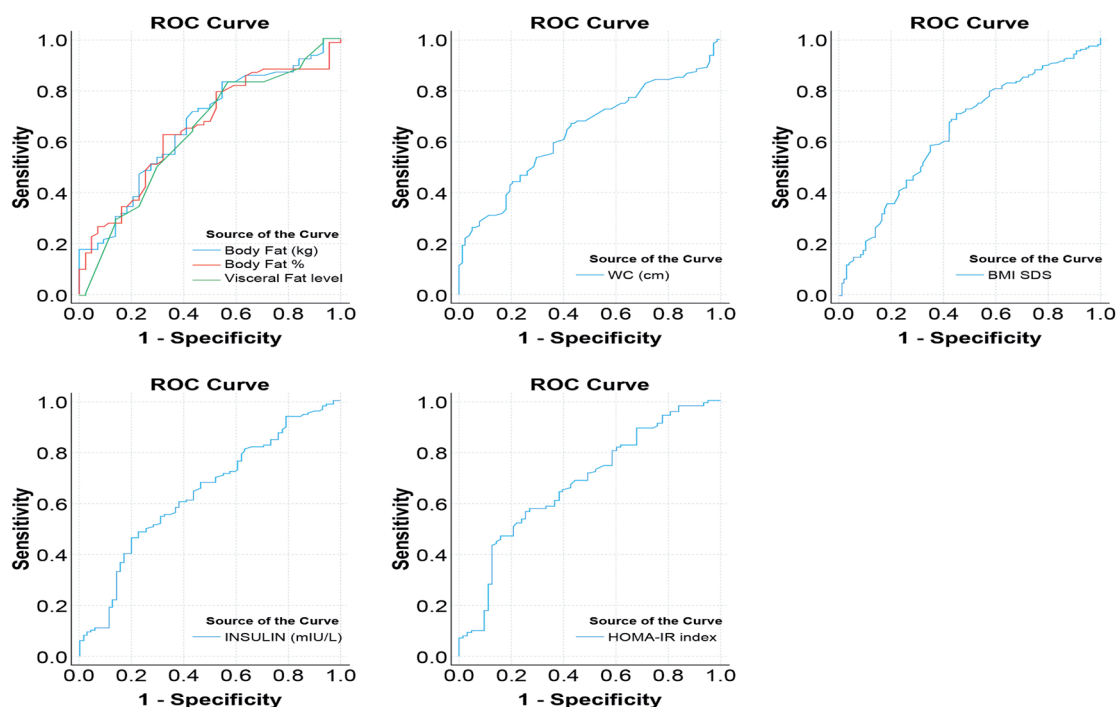 ROC Curve
Sensitivity
1.0
0.8
0.6
0.4
0.2
0.0
Source of the Curve
Body Fat (kg)
Body Fat %
Visceral Fat level
0.0 0.2 0.4 0.6 0.8 1.0
1 - Specificity
ROC Curve
Sensitivity
1.0
0.8
0.6
0.4
0.2
0.0
Source of the Curve
WC (cm)
0.0 0.2 0.4 0.6 0.8 1.0
1 - Specificity
ROC Curve
Sensitivity
1.0
0.8
0.6
0.4
0.2
0.0
Source of the Curve
BMI SDS
0.0 0.2 0.4 0.6 0.8 1.0
1 - Specificity
ROC Curve
Sensitivity
1.0
0.8
0.6
0.4
0.2
0.0
Source of the Curve
INSULIN (mIU/L)
0.0 0.2 0.4 0.6 0.8 1.0
1 - Specificity
ROC Curve
Sensitivity
1.0
0.8
0.6
0.4
0.2
0.0
Source of the Curve
HOMA-IR index
0.0 0.2 0.4 0.6 0.8 1.0
1 - Specificity